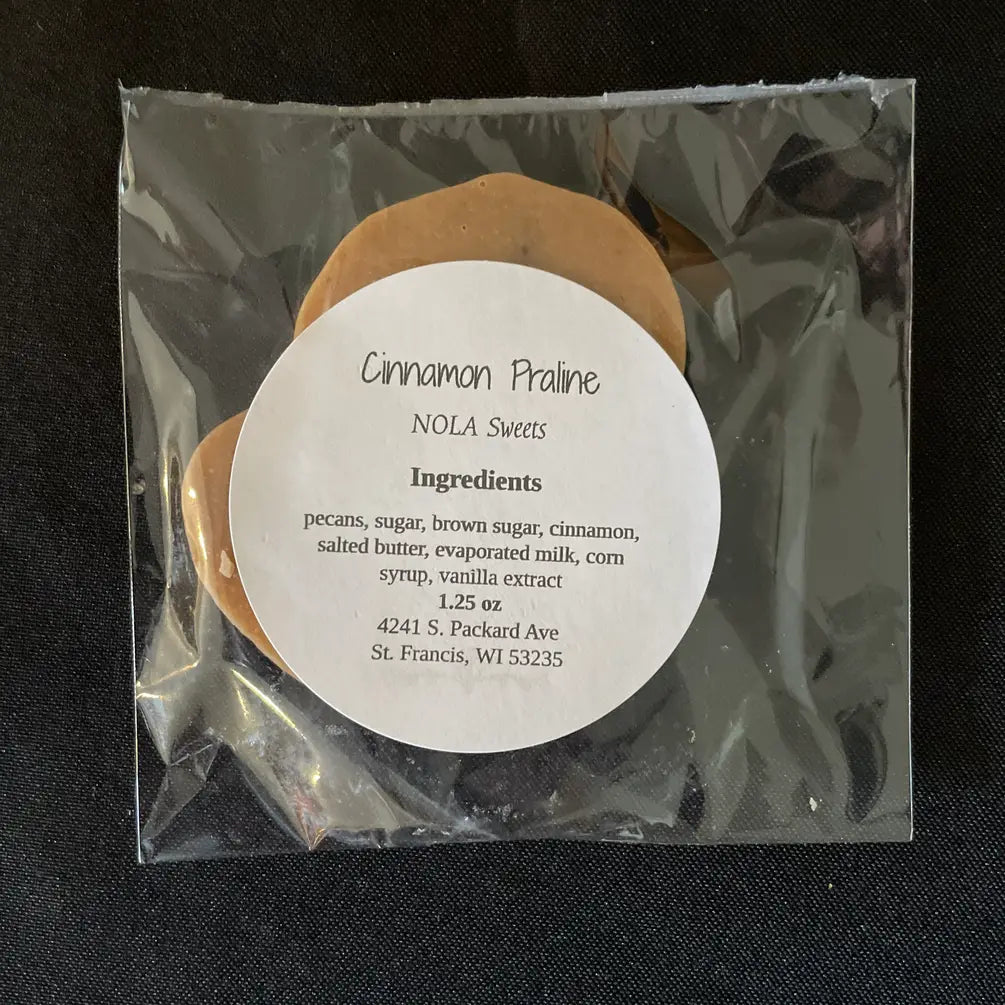 Cinnamon Praline
NOLA Sweets
Ingredients
pecans, sugar, brown sugar, cinnamon,
salted butter, evaporated milk, corn
syrup, vanilla extract
1.25 oz
4241 S. Packard Ave
St. Francis, WI 53235